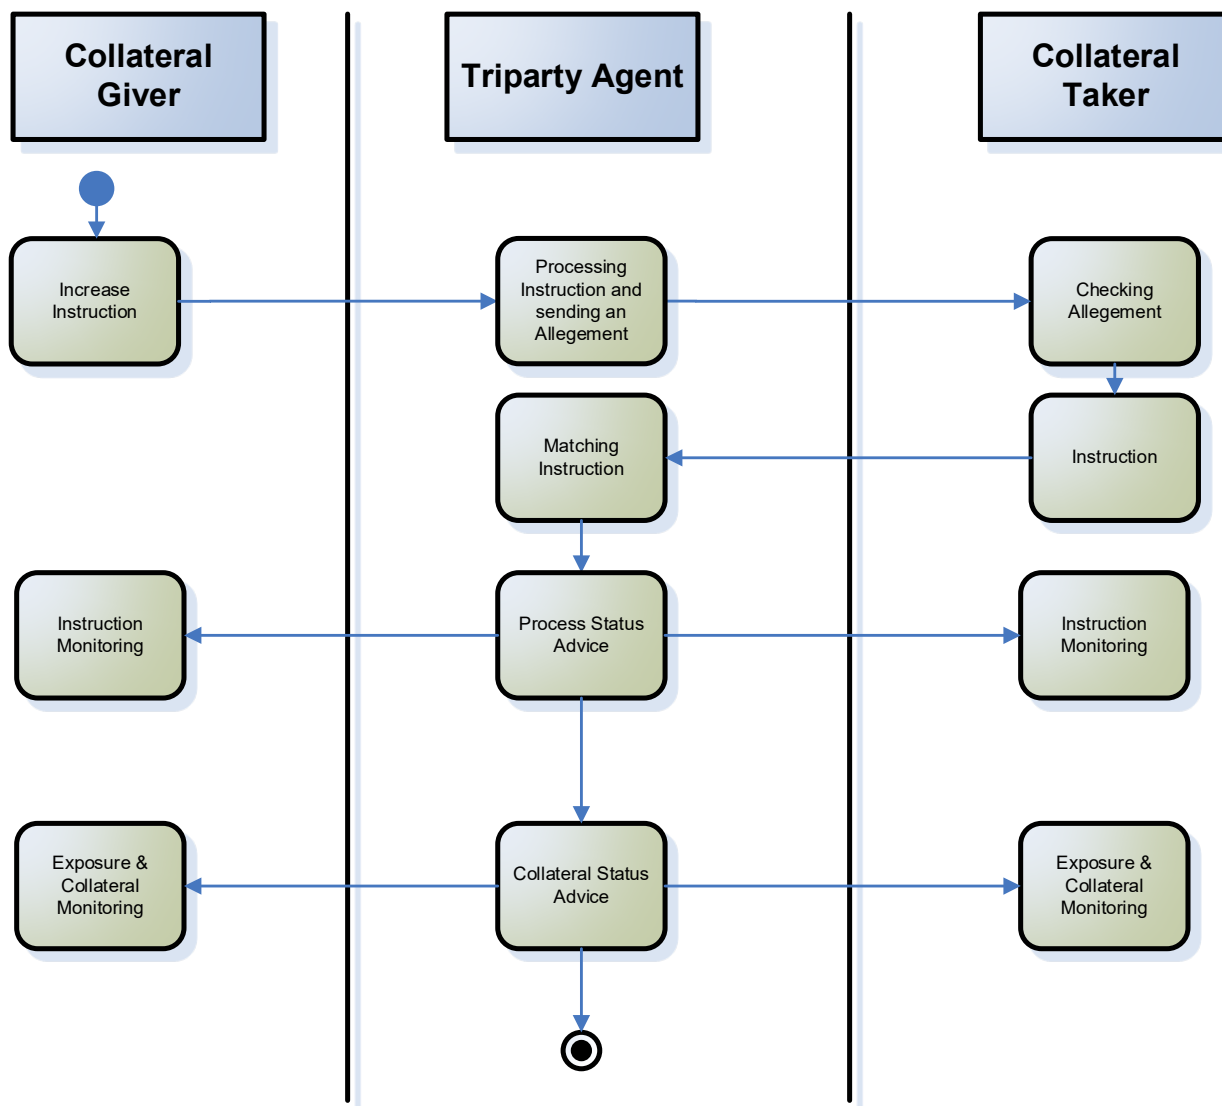 Collateral
Giver
Triparty Agent
Collateral
Taker
Increase
Instruction
Processing
Instruction and
sending an
Allegement
Checking
Allegement
Matching
Instruction
Instruction
Instruction
Monitoring
Process Status
Advice
Instruction
Monitoring
Exposure &
Collateral
Monitoring
Collateral Status
Advice
Exposure &
Collateral
Monitoring